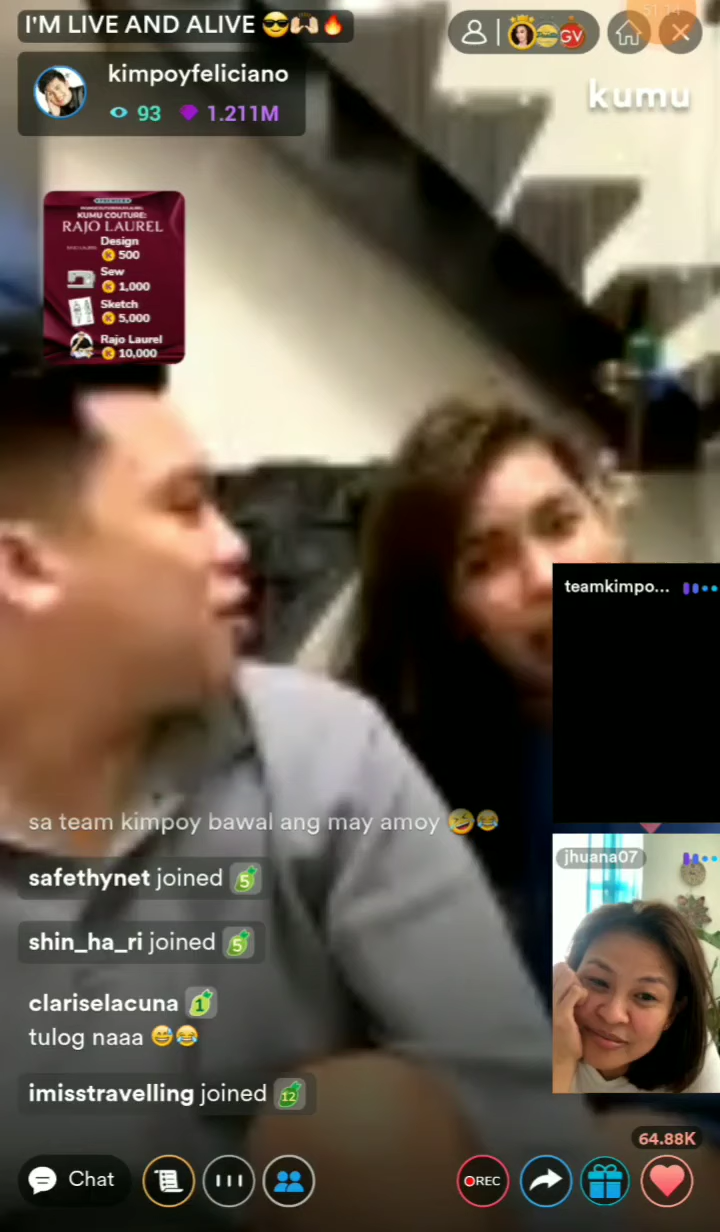 51:14
I'M LIVE AND ALIVE 😎🙌🏻🔥
GV
kimpoyfeliciano
93 1.211M
kumu
KUMU COUTURE:
RAJO LAUREL
Design
500
Sew
1,000
Sketch
5,000
Rajo Laurel
10,000
teamkimpo...
sa team kimpoy bawal ang may amoy 🤣😂
jhuana07
safethynet joined 5
shin_ha_ri joined 5
clariselacuna 1
tulog naaa 😅😂
imisstravelling joined 12
64.88K
Chat
REC